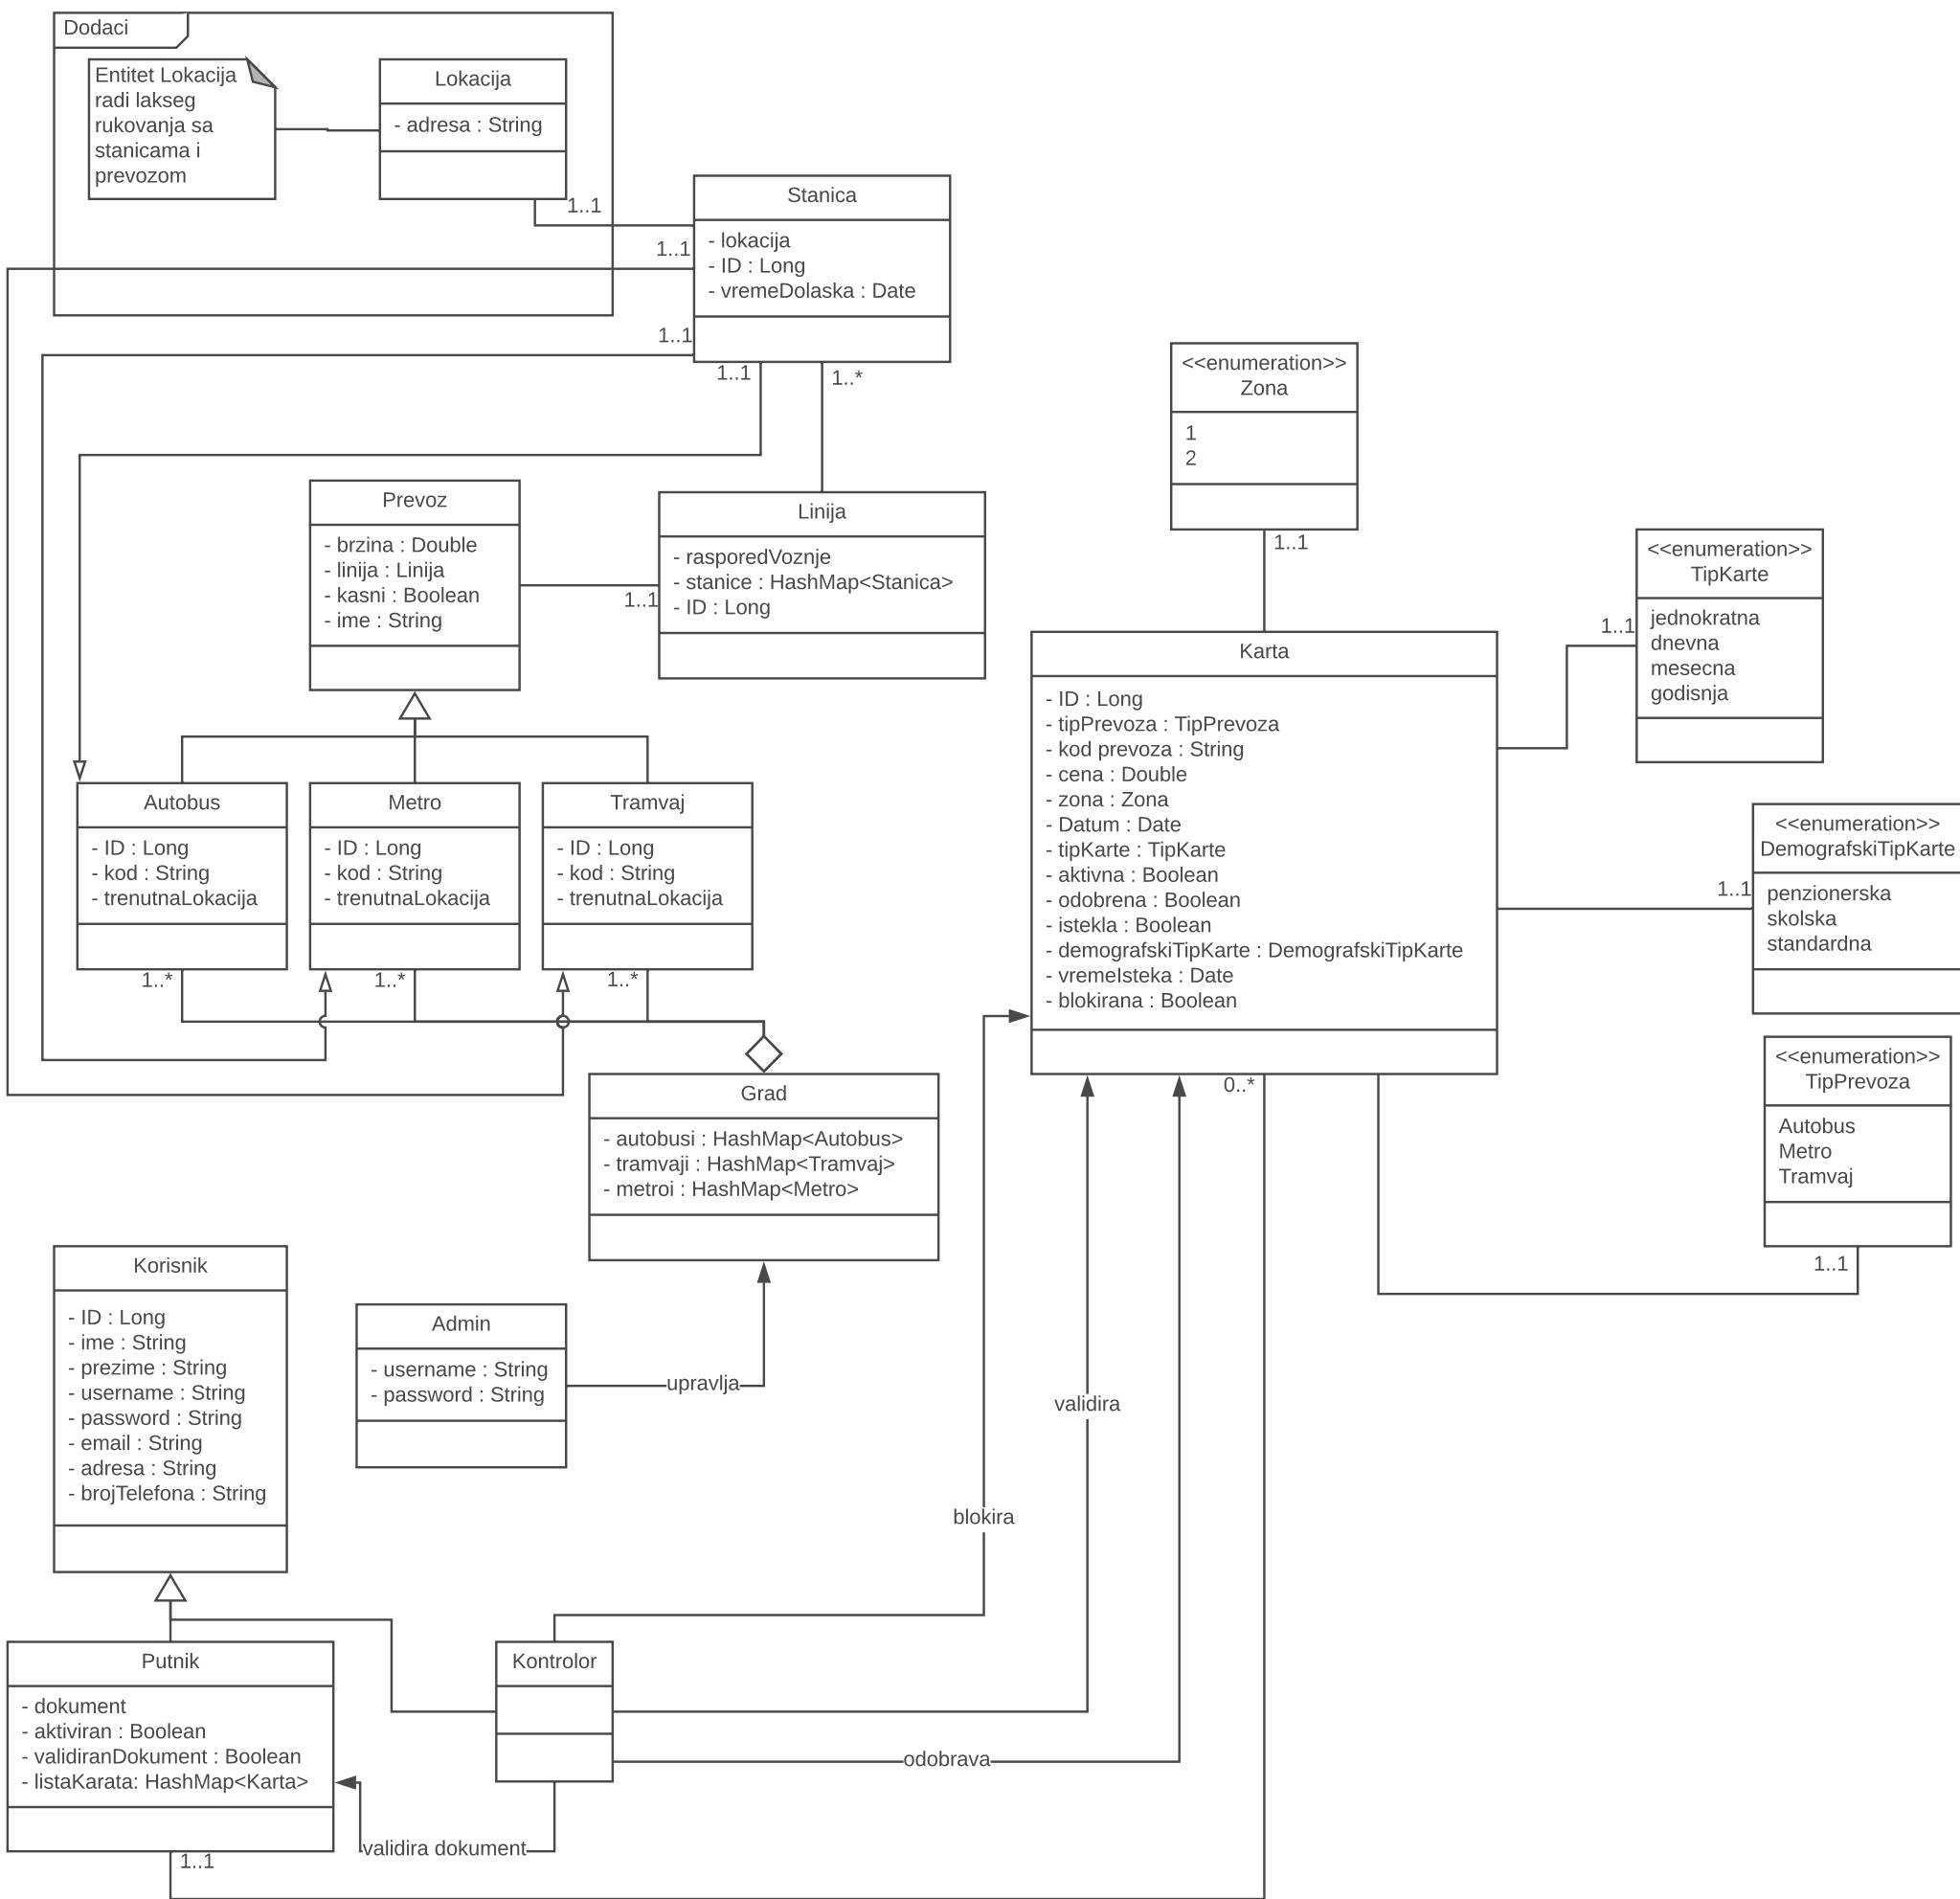 Dodaci
Entitet Lokacija
radi lakseg
rukovanja sa
stanicama i
prevozom
Lokacija
- adresa : String
1..1
Stanica
- lokacija
- ID : Long
- vremeDolaska : Date
1..1
1..1
1..1
1..*
<<enumeration>>
Zona
1
2
1..1
Prevoz
- brzina : Double
- linija : Linija
- kasni : Boolean
- ime : String
1..1
Linija
- rasporedVoznje
- stanice : HashMap<Stanica>
- ID : Long
<<enumeration>>
TipKarte
jednokratna
dnevna
mesecna
godisnja
1..1
Karta
- ID : Long
- tipPrevoza : TipPrevoza
- kod prevoza : String
- cena : Double
- zona : Zona
- Datum : Date
- tipKarte : TipKarte
- aktivna : Boolean
- odobrena : Boolean
- istekla : Boolean
- demografskiTipKarte : DemografskiTipKarte
- vremeIsteka : Date
- blokirana : Boolean
0..*
<<enumeration>>
DemografskiTipKarte
penzionerska
skolska
standardna
1..1
<<enumeration>>
TipPrevoza
Autobus
Metro
Tramvaj
1..1
Autobus
- ID : Long
- kod : String
- trenutnaLokacija
1..*
Metro
- ID : Long
- kod : String
- trenutnaLokacija
1..*
Tramvaj
- ID : Long
- kod : String
- trenutnaLokacija
1..*
Grad
- autobusi : HashMap<Autobus>
- tramvaji : HashMap<Tramvaj>
- metroi : HashMap<Metro>
Korisnik
- ID : Long
- ime : String
- prezime : String
- username : String
- password : String
- email : String
- adresa : String
- brojTelefona : String
Admin
- username : String
- password : String
upravlja
validira
blokira
Putnik
- dokument
- aktiviran : Boolean
- validiranDokument : Boolean
- listaKarata: HashMap<Karta>
1..1
Kontrolor
odobrava
validira dokument